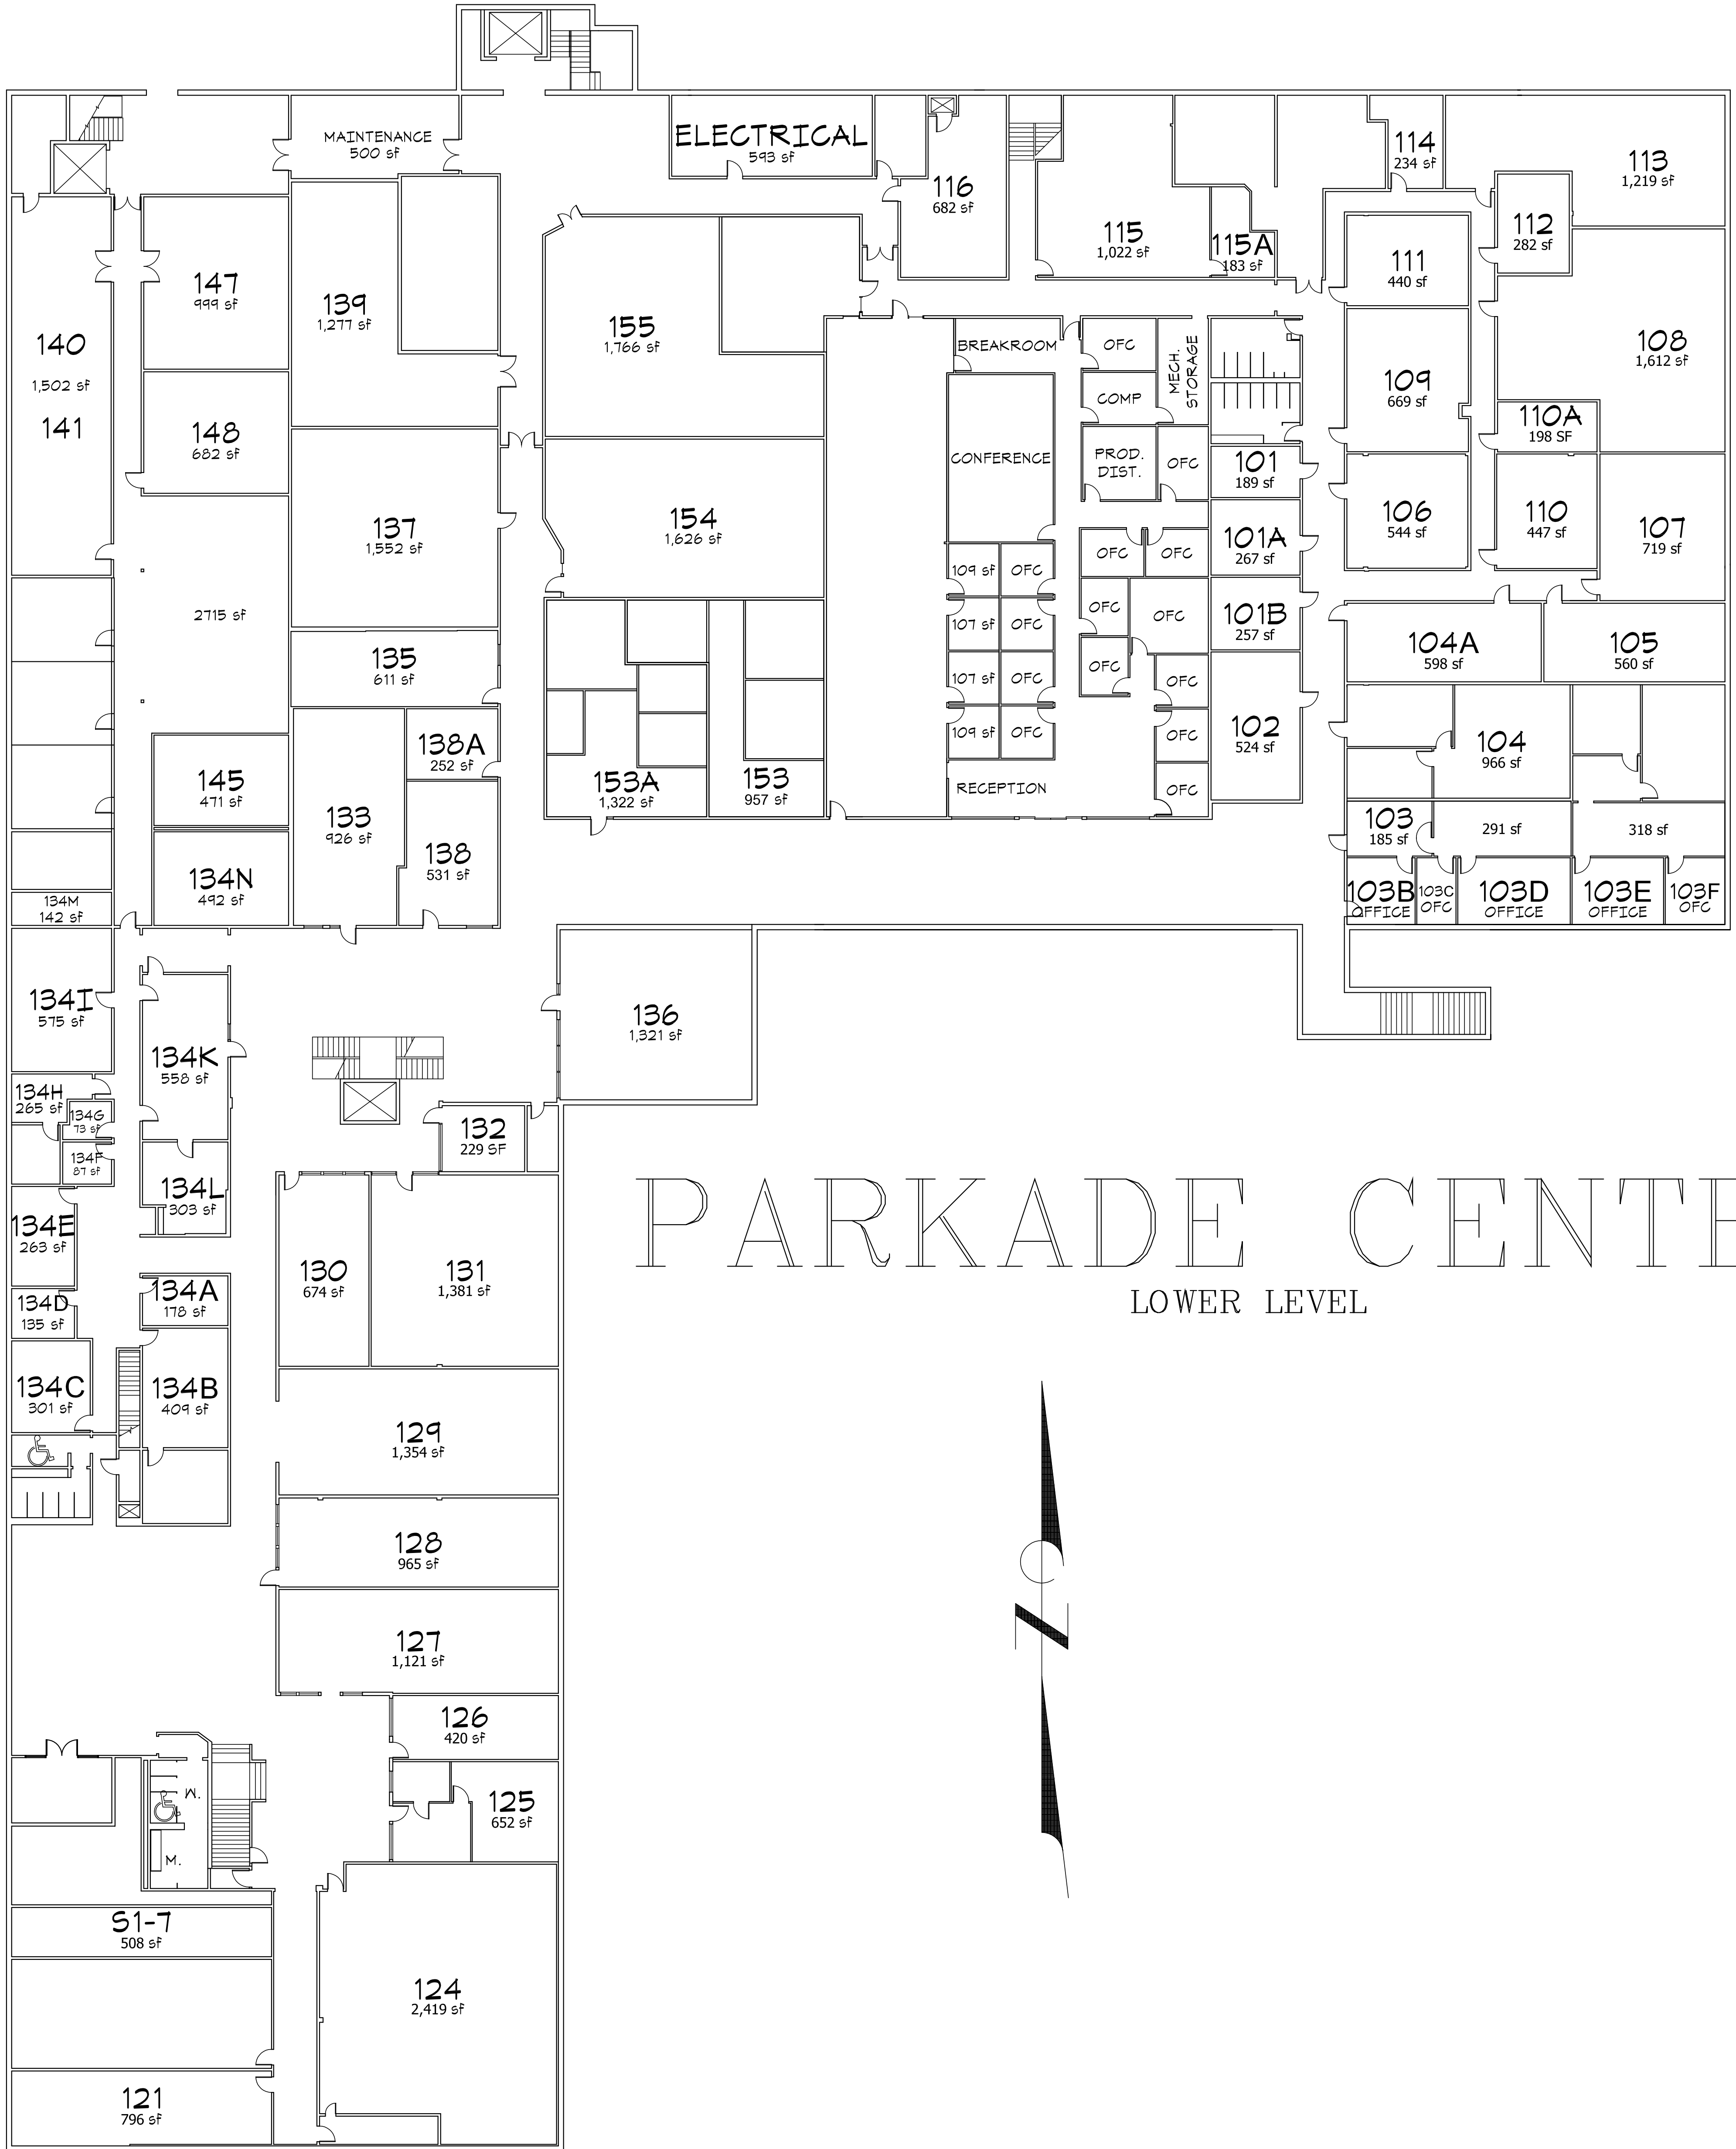 MAINTENANCE
500 sf
ELECTRICAL
593 sf
116
682 sf
115
1,022 sf
115A
183 sf
114
234 sf
113
1,219 sf
112
282 sf
111
440 sf
108
1,612 sf
109
669 sf
110A
198 SF
106
544 sf
110
447 sf
107
719 sf
104A
598 sf
105
560 sf
104
966 sf
103
185 sf
291 sf
318 sf
103B
OFFICE
103C
OFC
103D
OFFICE
103E
OFFICE
103F
OFC
140
1,502 sf
141
147
999 sf
148
682 sf
139
1,277 sf
137
1,552 sf
2715 sf
135
611 sf
155
1,766 sf
154
1,626 sf
153A
1,322 sf
153
957 sf
BREAKROOM
OFC
MECH.
STORAGE
COMP
CONFERENCE
PROD.
DIST.
OFC
101
189 sf
101A
267 sf
101B
257 sf
102
524 sf
109 sf
OFC
OFC
OFC
107 sf
OFC
OFC
OFC
107 sf
OFC
OFC
OFC
109 sf
OFC
OFC
RECEPTION
OFC
145
471 sf
134N
492 sf
133
926 sf
138A
252 sf
138
531 sf
134M
142 sf
134I
575 sf
134K
558 sf
134H
265 sf
134G
73 sf
134F
87 sf
134L
303 sf
134E
263 sf
134D
135 sf
134A
178 sf
134C
301 sf
134B
409 sf
136
1,321 sf
132
229 SF
130
674 sf
131
1,381 sf
129
1,354 sf
128
965 sf
127
1,121 sf
126
420 sf
125
652 sf
W.
M.
S1-7
508 sf
124
2,419 sf
121
796 sf
PARKADE CENT
LOWER LEVEL
N